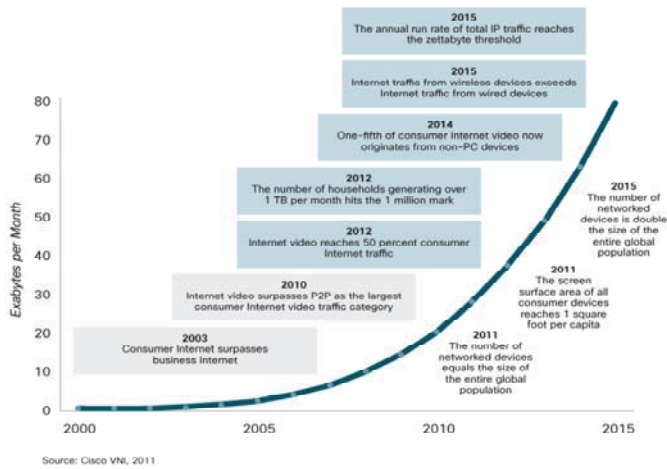 2015
The annual run rate of total IP traffic reaches
the zettabyte threshold
2015
Internet traffic from wireless devices exceeds
Internet traffic from wired devices
2014
One-fifth of consumer Internet video now
originates from non-PC devices
2012
The number of households generating over
1 TB per month hits the 1 million mark
2012
Internet video reaches 50 percent consumer
Internet traffic
2010
Internet video surpasses P2P as the largest
consumer Internet video traffic category
2003
Consumer Internet surpasses
business Internet
2015
The number of
networked
devices is double
the size of the
entire global
population
2011
The screen
surface area of all
consumer devices
reaches 1 square
foot per capita
2011
The number of
networked devices
equals the size of
the entire global
population
Exabytes per Month
80
70
60
50
40
30
20
10
0
2000
2005
2010
2015
Source: Cisco VNI, 2011